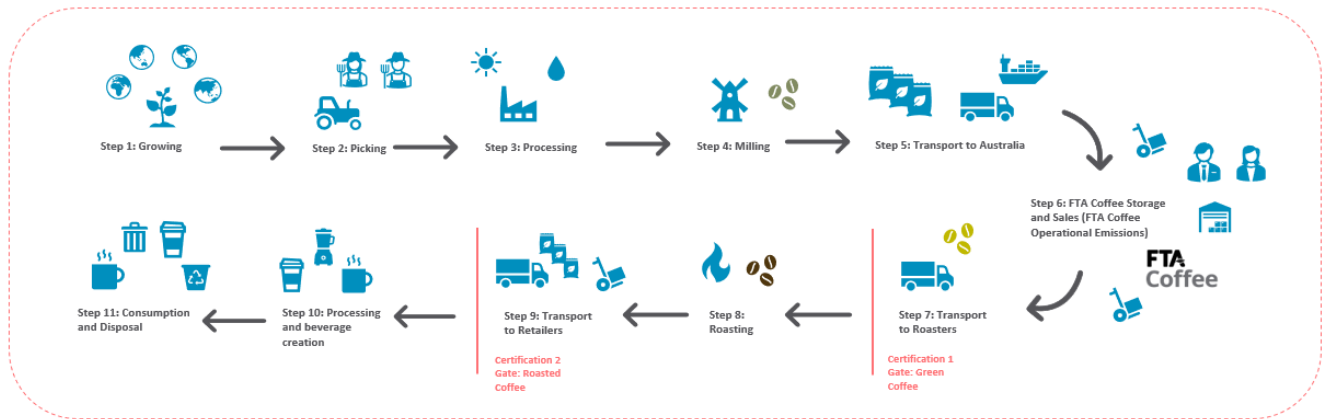 Step 1: Growing
Step 2: Picking
Step 3: Processing
Step 4: Milling
Step 5: Transport to Australia
Step 6: FTA Coffee Storage
and Sales (FTA Coffee
Operational Emissions)
FTA
Coffee
Step 7: Transport
to Roasters
Certification 1
Gate: Green
Coffee
Step 8:
Roasting
Step 9: Transport
to Retailers
Certification 2
Gate: Roasted
Coffee
Step 10: Processing
and beverage
creation
Step 11: Consumption
and Disposal